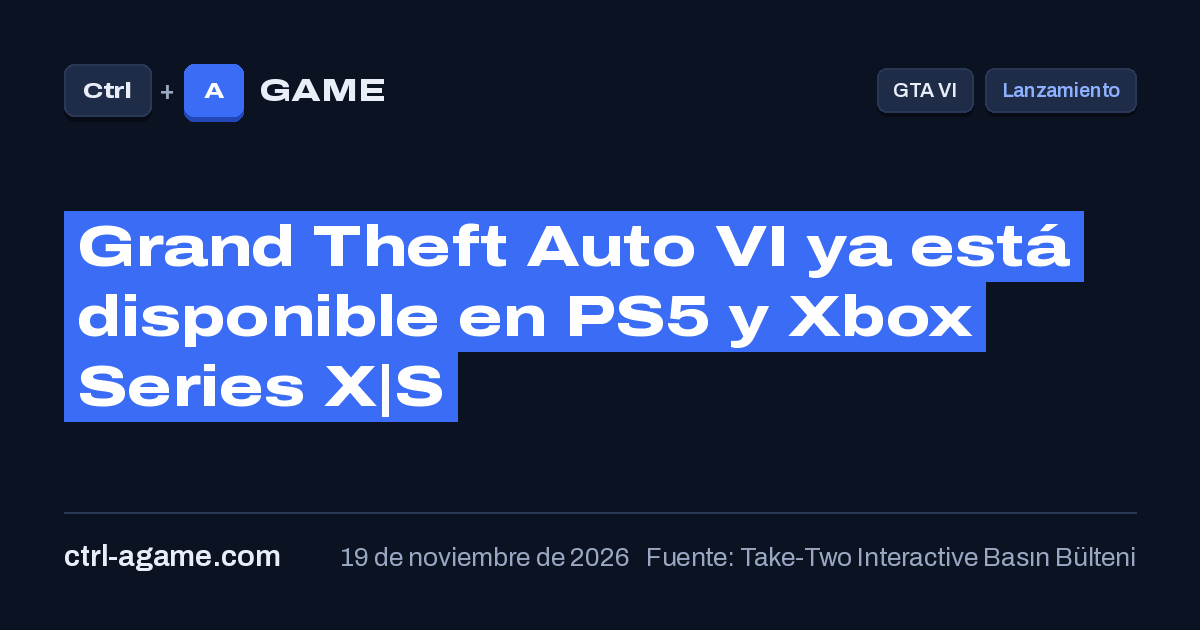 Ctrl + A GAME
GTA VI
Lanzamiento
Grand Theft Auto VI ya está
disponible en PS5 y Xbox
Series X|S
ctrl-agame.com
19 de noviembre de 2026
Fuente: Take-Two Interactive Basın Bülteni